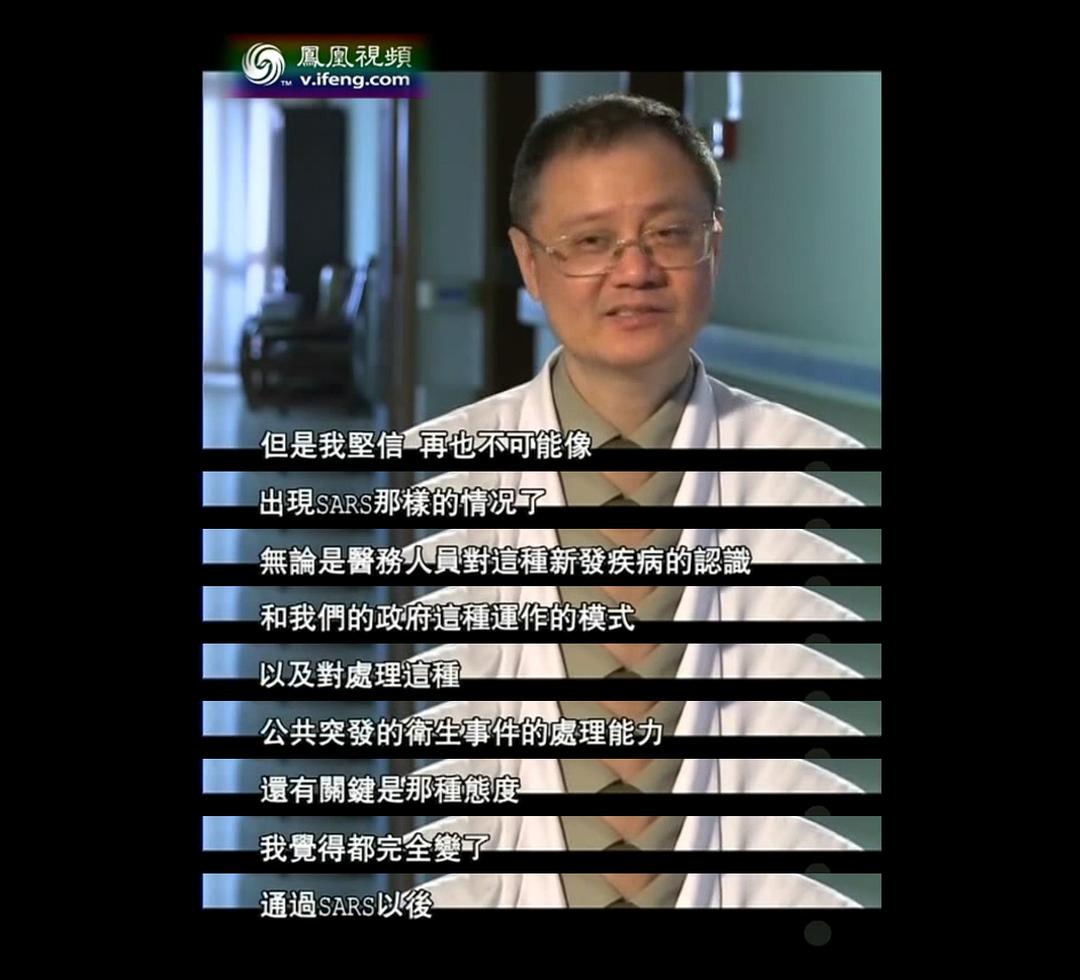 鳳凰視頻
v.ifeng.com
TM
但是我堅信 再也不可能像
出現SARS那樣的情况了
無論是醫務人員對這種新發疾病的認識
和我們的政府這種運作的模式
以及對處理這種
公共突發的衛生事件的處理能力
還有關鍵是那種態度
我覺得都完全變了
通過SARS以後